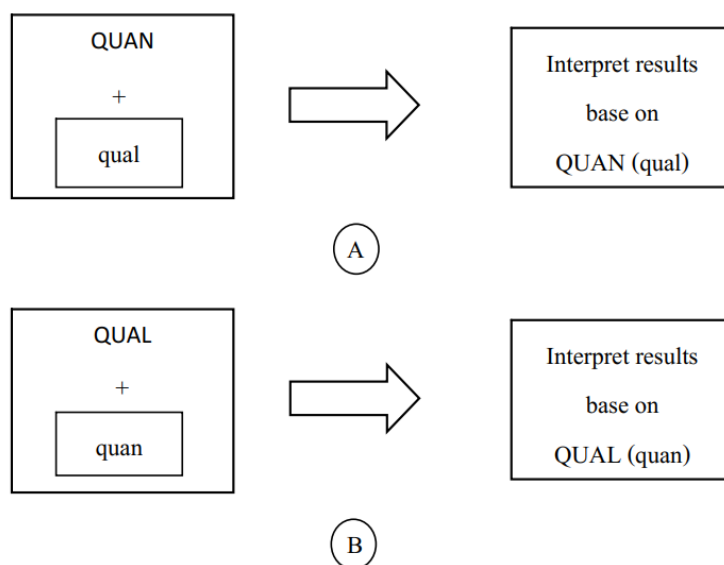 QUAN
+
qual
Interpret results
base on
QUAN (qual)
A
QUAL
+
quan
Interpret results
base on
QUAL (quan)
B